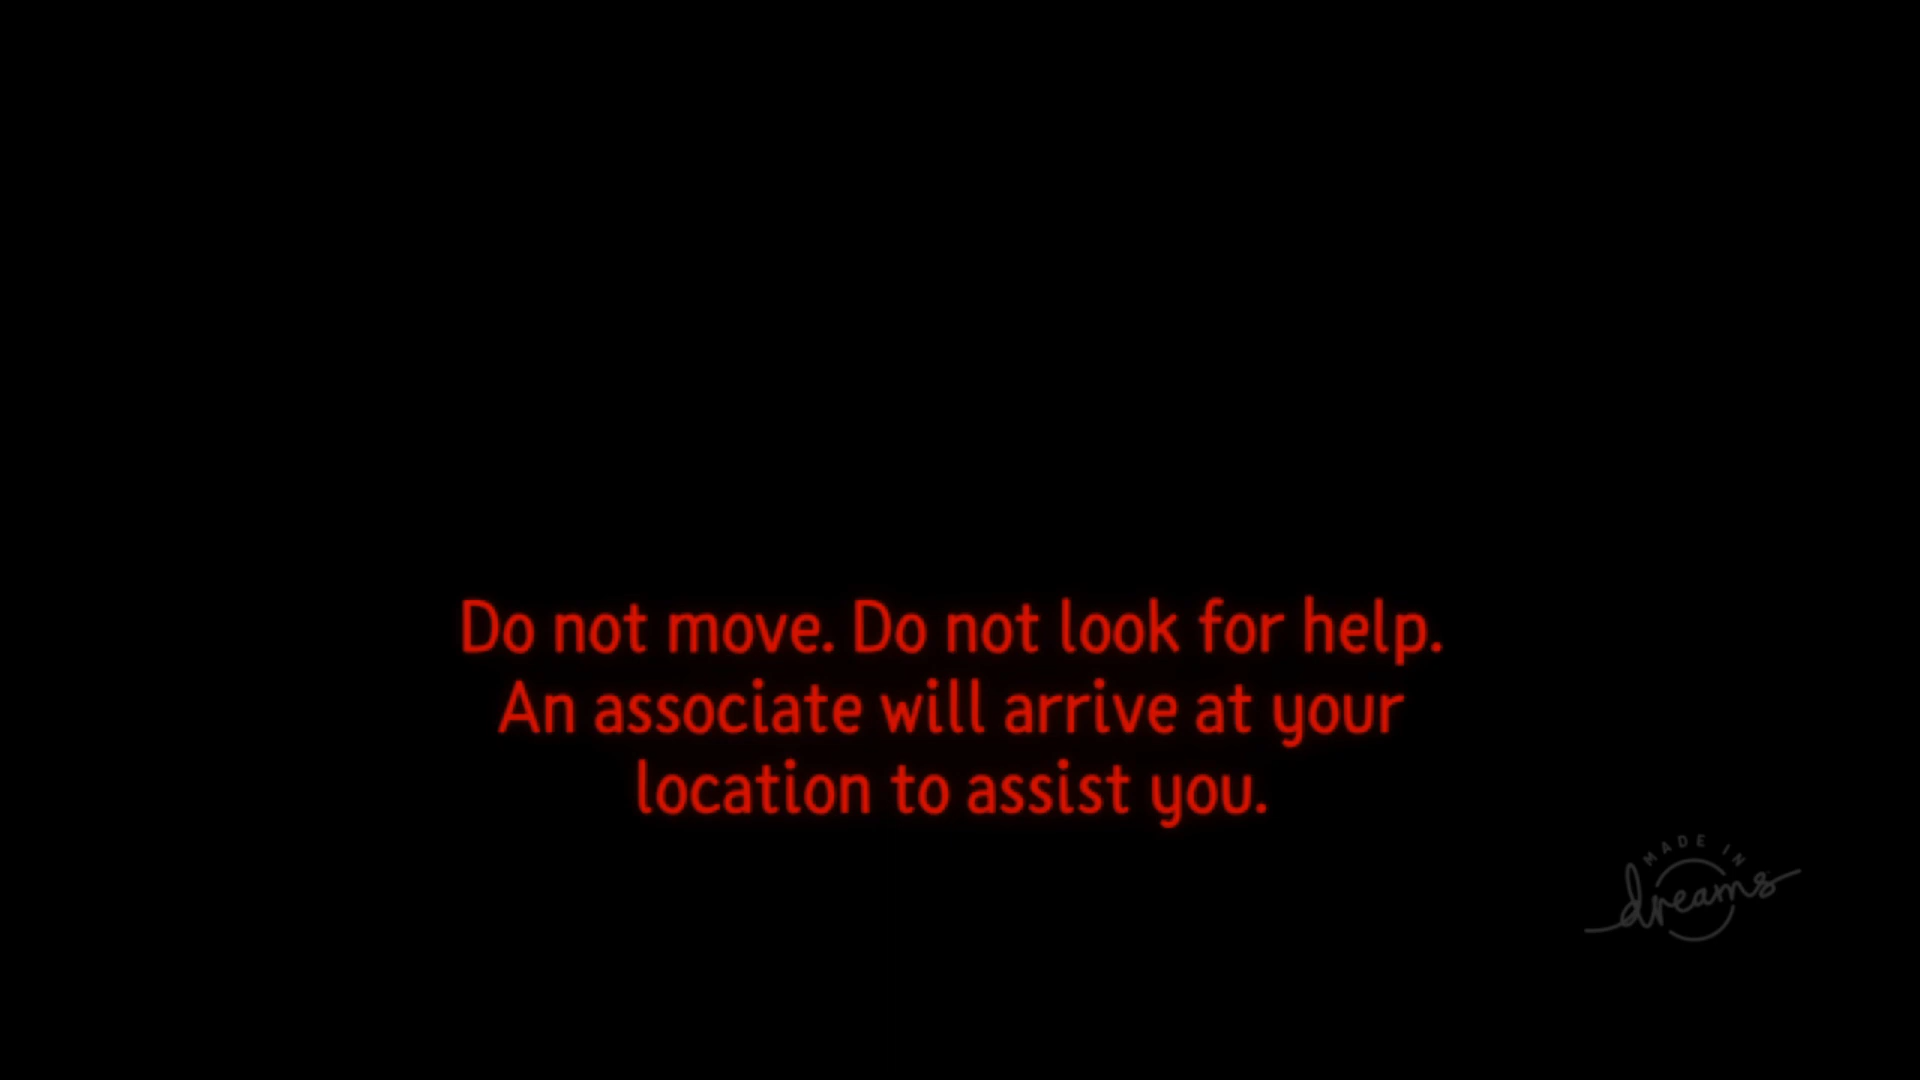 Do not move. Do not look for help.
An associate will arrive at your
location to assist you.
MADE IN
dreams